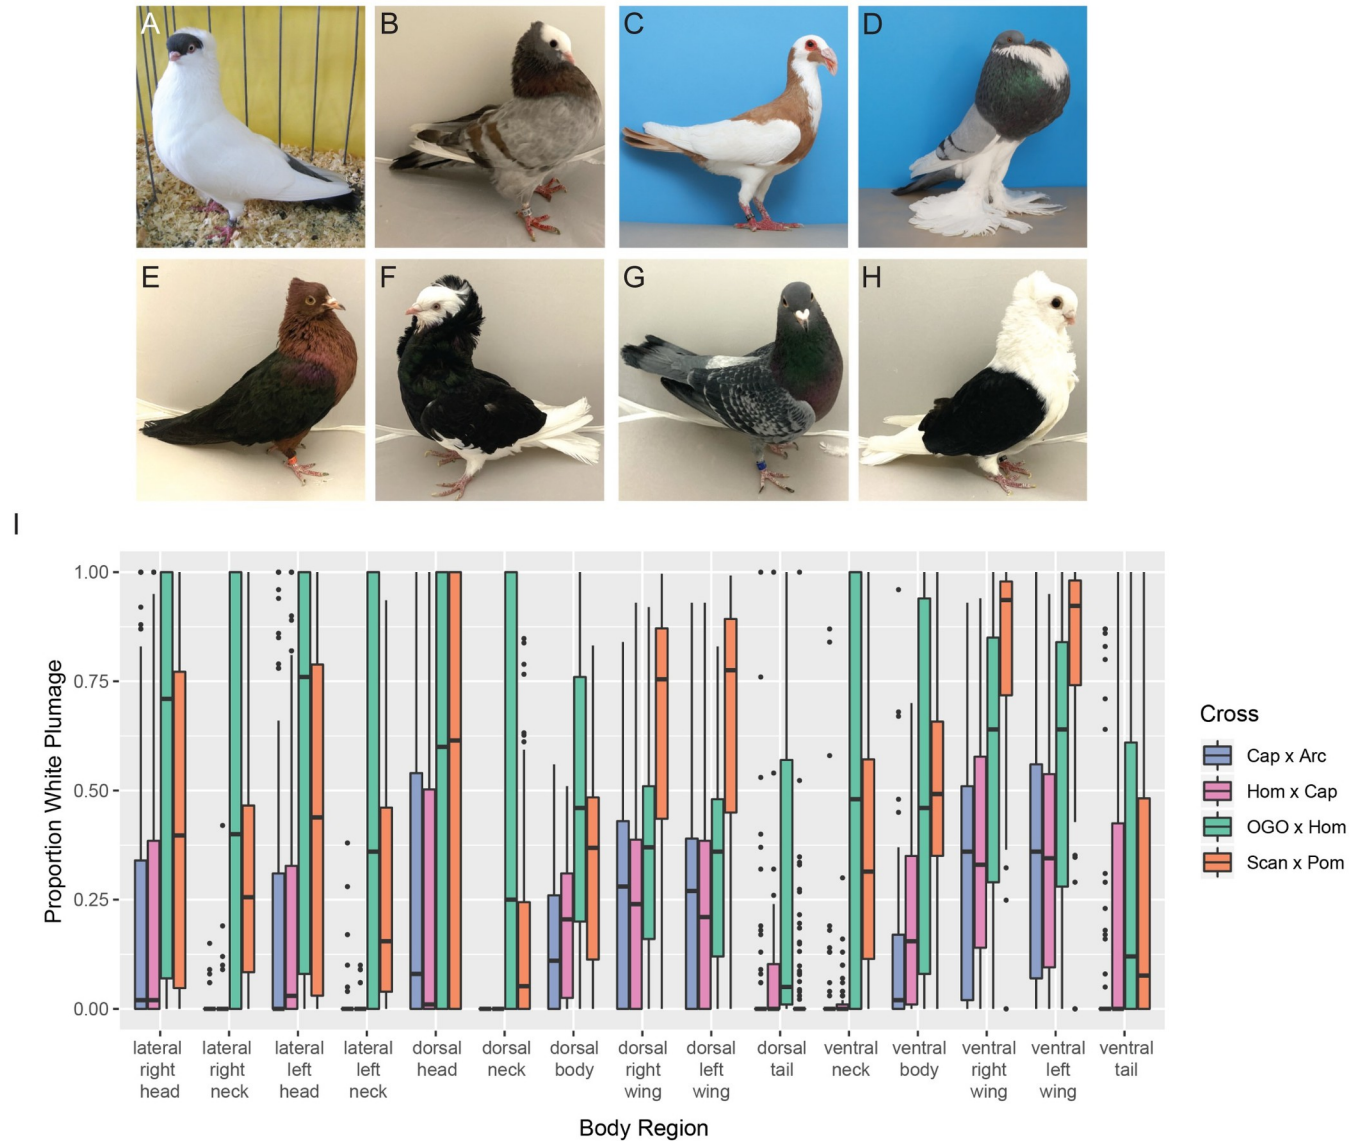 A
B
C
D
E
F
G
H
I
Proportion White Plumage
1.00
0.75
0.50
0.25
0.00
lateral
right
head
lateral
right
neck
lateral
left
head
lateral
left
neck
dorsal
head
dorsal
neck
dorsal
body
dorsal
right
wing
dorsal
left
wing
dorsal
tail
ventral
neck
ventral
body
ventral
right
wing
ventral
left
wing
ventral
tail
Body Region
Cross
Cap x Arc
Hom x Cap
OGO x Hom
Scan x Pom